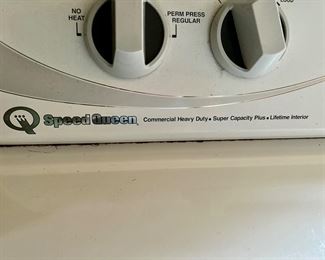 NO
HEAT
PERM PRESS
REGULAR
Speed Queen Commercial Heavy Duty • Super Capacity Plus • Lifetime Interior